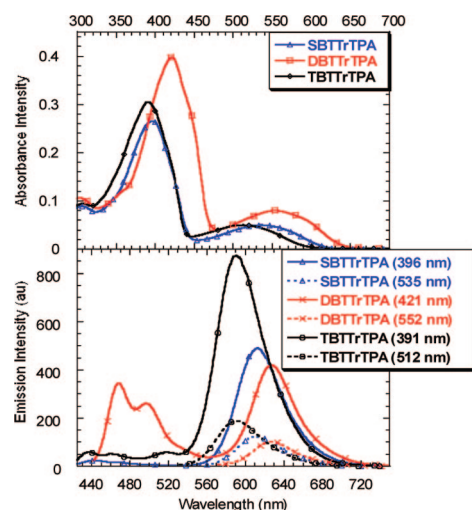 300 350 400 450 500 550 600 650 700
0.4
0.3
0.2
0.1
0
Absorbance Intensity
SBTTrTPA
DBTTrTPA
TBTTrTPA
800
600
400
200
0
Emission Intensity (au)
SBTTrTPA (396 nm)
SBTTrTPA (535 nm)
DBTTrTPA (421 nm)
DBTTrTPA (552 nm)
TBTTrTPA (391 nm)
TBTTrTPA (512 nm)
440 480 520 560 600 640 680 720
Wavelength (nm)